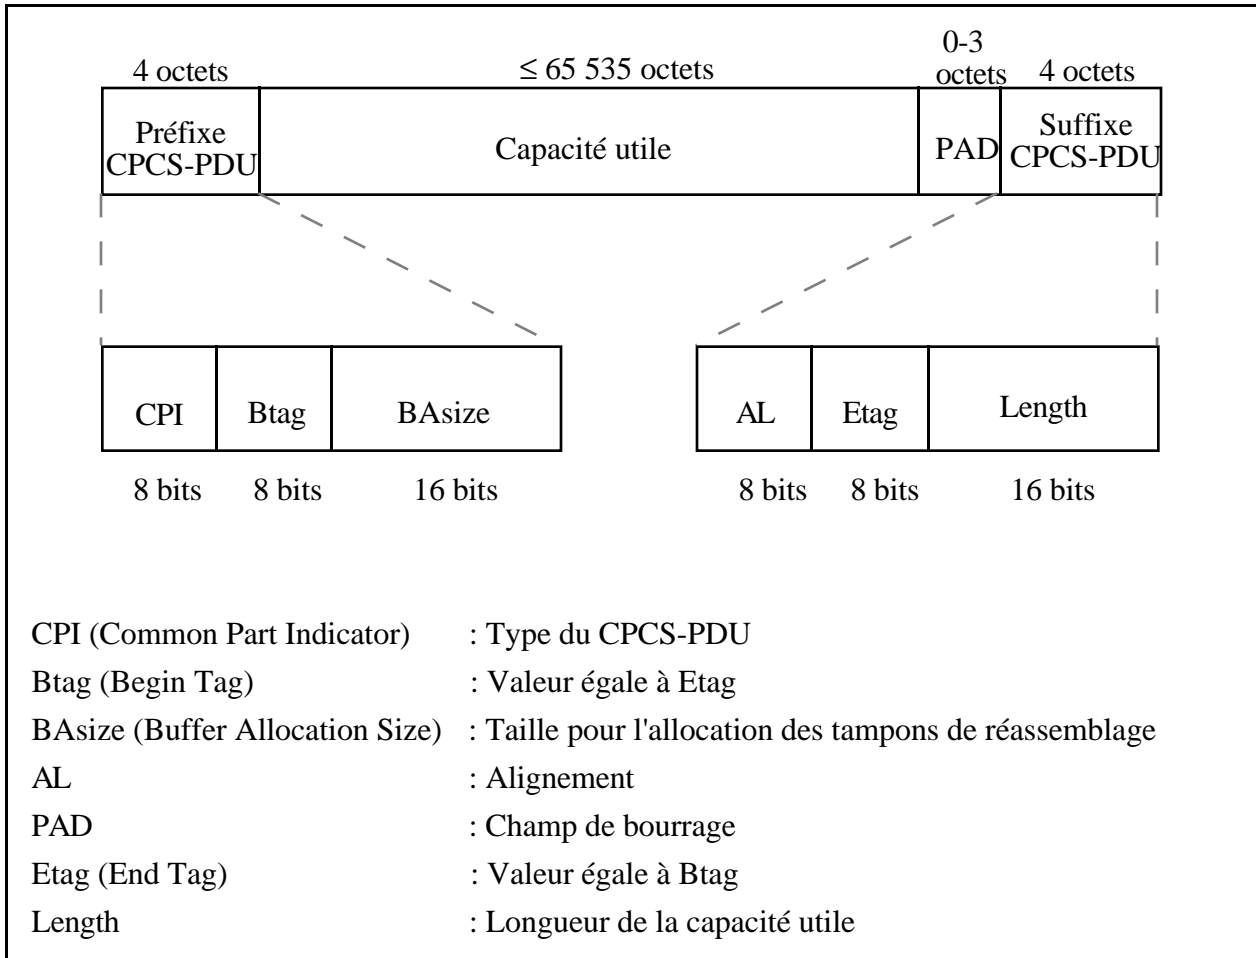 0-3
4 octets ≤ 65 535 octets octets 4 octets
Préfixe
CPCS-PDU
Capacité utile
PAD
Suffixe
CPCS-PDU
CPI Btag BAsize AL Etag Length
8 bits 8 bits 16 bits 8 bits 8 bits 16 bits
CPI (Common Part Indicator) : Type du CPCS-PDU
Btag (Begin Tag) : Valeur égale à Etag
BAsize (Buffer Allocation Size) : Taille pour l'allocation des tampons de réassemblage
AL : Alignement
PAD : Champ de bourrage
Etag (End Tag) : Valeur égale à Btag
Length : Longueur de la capacité utile